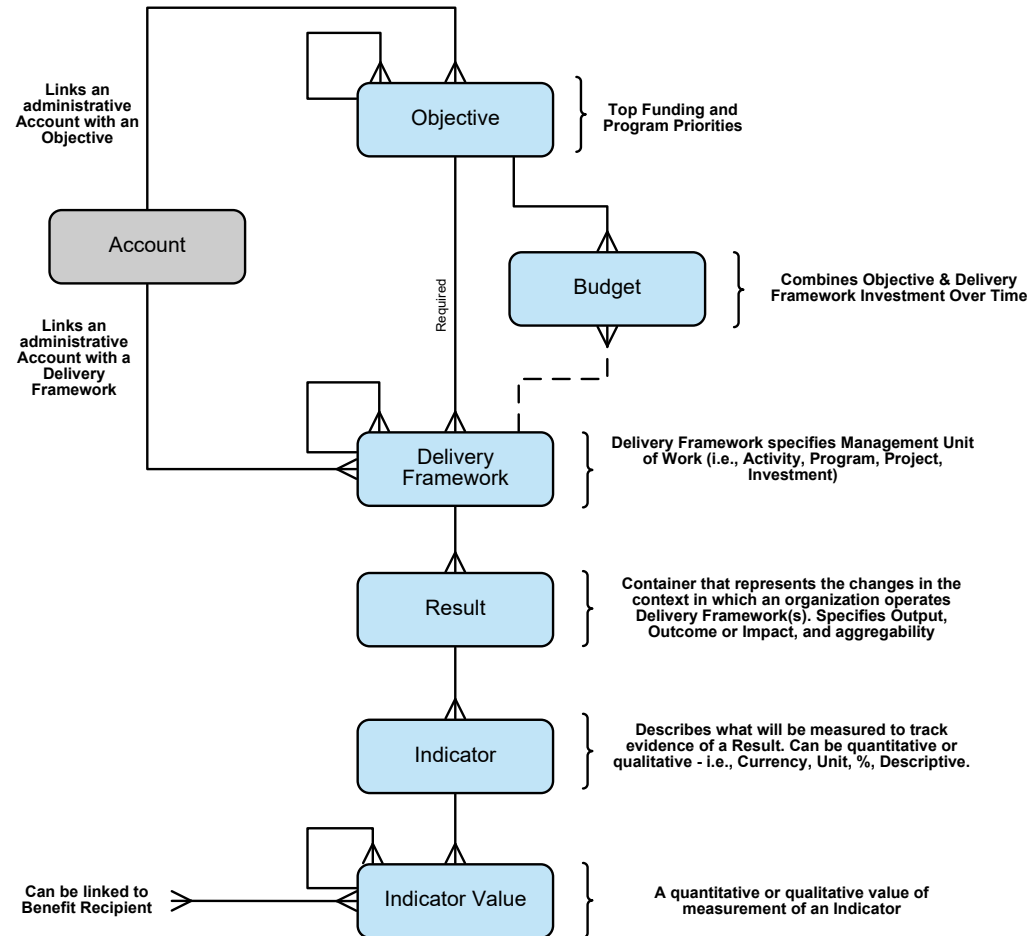 Links an
administrative
Account with an
Objective
Objective
Top Funding and
Program Priorities
Account
Budget
Combines Objective & Delivery
Framework Investment Over Time
Required
Links an
administrative
Account with a
Delivery
Framework
Delivery
Framework
Delivery Framework specifies Management Unit
of Work (i.e., Activity, Program, Project,
Investment)
Result
Container that represents the changes in the
context in which an organization operates
Delivery Framework(s). Specifies Output,
Outcome or Impact, and aggregability
Indicator
Describes what will be measured to track
evidence of a Result. Can be quantitative or
qualitative - i.e., Currency, Unit, %, Descriptive.
Can be linked to
Benefit Recipient
Indicator Value
A quantitative or qualitative value of
measurement of an Indicator